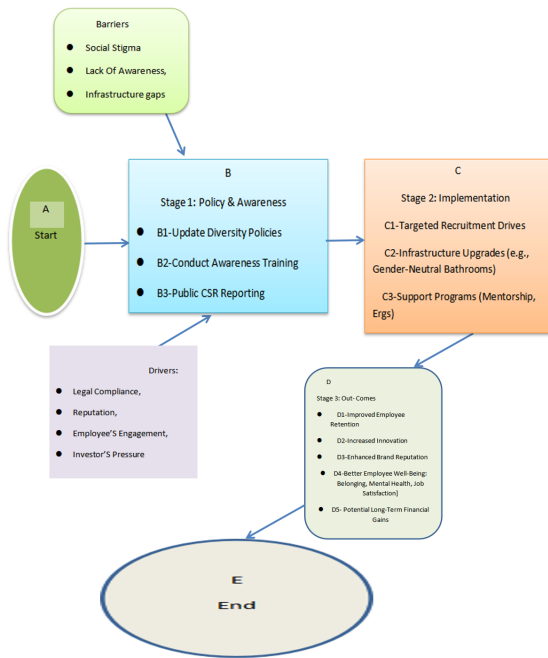 Barriers
● Social Stigma
● Lack Of Awareness,
● Infrastructure gaps
A
Start
B
Stage 1: Policy & Awareness
● B1-Update Diversity Policies
● B2-Conduct Awareness Training
● B3-Public CSR Reporting
C
Stage 2: Implementation
C1-Targeted Recruitment Drives
C2-Infrastructure Upgrades (e.g.,
Gender-Neutral Bathrooms)
C3-Support Programs (Mentorship,
Ergs)
Drivers:
● Legal Compliance,
● Reputation,
● Employee'S Engagement,
● Investor's Pressure
D
Stage 3: Out- Comes
● D1-Improved Employee
Retention
● D2-Increased Innovation
● D3-Enhanced Brand Reputation
● D4-Better Employee Well-Being:
Belonging, Mental Health, Job
Satisfaction)
● D5- Potential Long-Term Financial
Gains
E
End